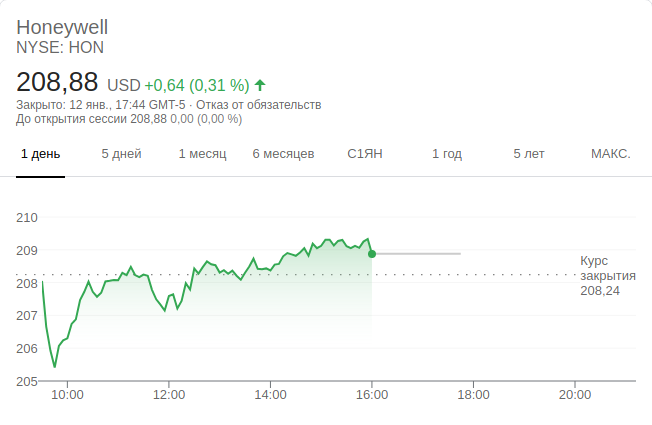 Honeywell
NYSE: HON
208,88 USD +0,64 (0,31 %)
Закрыто: 12 янв., 17:44 GMT-5 · Отказ от обязательств
До открытия сессии 208,88 0,00 (0,00 %)
1 день 5 дней 1 месяц 6 месяцев С1ЯН 1 год 5 лет МАКС.
210
209
Курс
закрытия
208,24
208
207
206
205
10:00 12:00 14:00 16:00 18:00 20:00